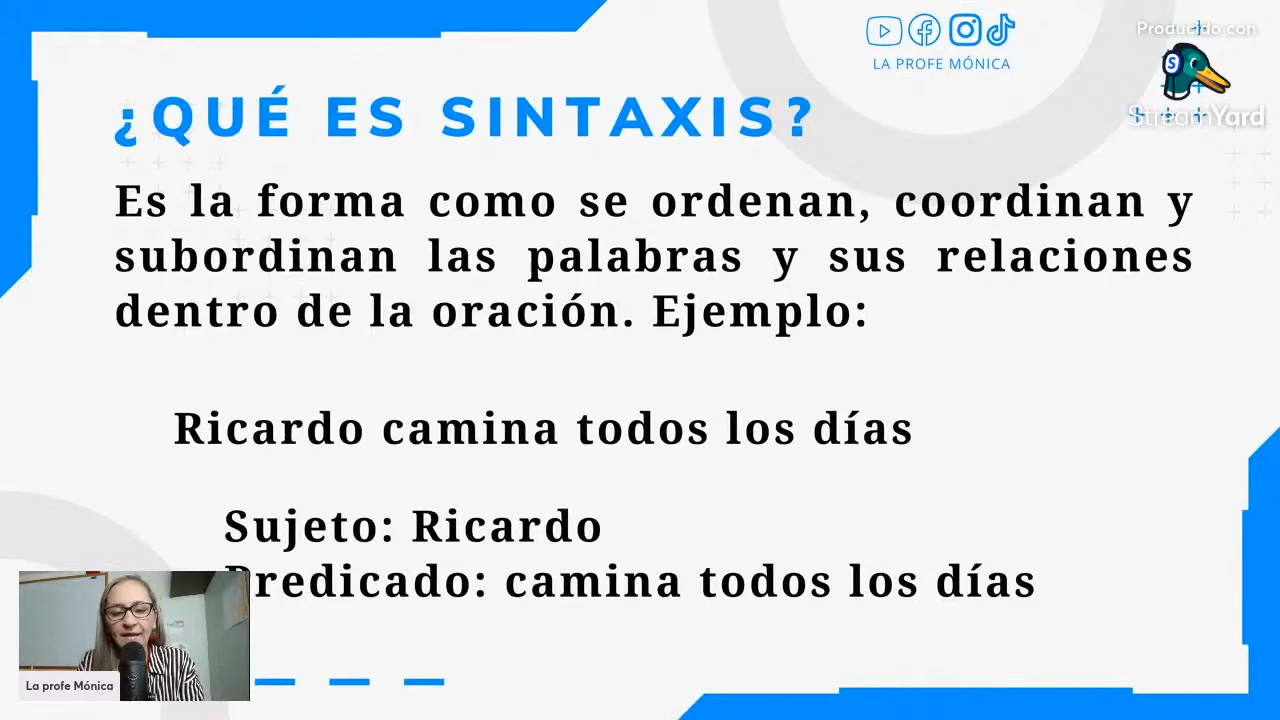 LA PROFE MÓNICA
Producido con
StreamYard
¿QUÉ ES SINTAXIS?
Es la forma como se ordenan, coordinan y
subordinan las palabras y sus relaciones
dentro de la oración. Ejemplo:
Ricardo camina todos los días
Sujeto: Ricardo
Predicado: camina todos los días
La profe Mónica